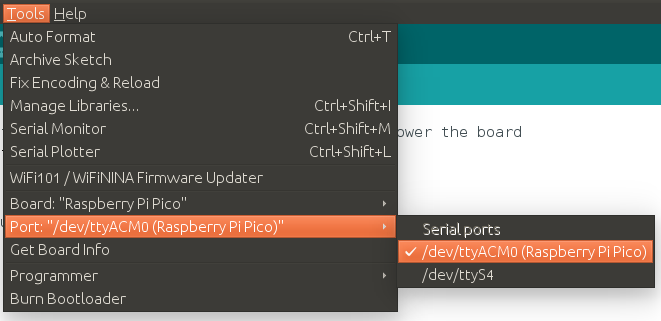 Tools Help
Auto Format Ctrl+T
Archive Sketch
Fix Encoding & Reload
Manage Libraries... Ctrl+Shift+I
Serial Monitor Ctrl+Shift+M ower the board
Serial Plotter Ctrl+Shift+L
WiFi101 / WiFiNINA Firmware Updater
Board: "Raspberry Pi Pico"
Port: "/dev/ttyACM0 (Raspberry Pi Pico)"
Serial ports
Get Board Info
/dev/ttyACM0 (Raspberry Pi Pico)
Programmer
/dev/ttyS4
Burn Bootloader